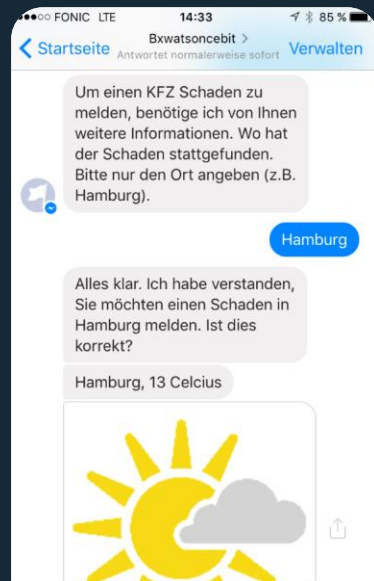 FONIC LTE 14:33 85 %
Startseite Bxwatsoncebit > Verwalten
Antwortet normalerweise sofort
Um einen KFZ Schaden zu
melden, benötige ich von Ihnen
weitere Informationen. Wo hat
der Schaden stattgefunden.
Bitte nur den Ort angeben (z.B.
Hamburg).
Hamburg
Alles klar. Ich habe verstanden,
Sie möchten einen Schaden in
Hamburg melden. Ist dies
korrekt?
Hamburg, 13 Celcius